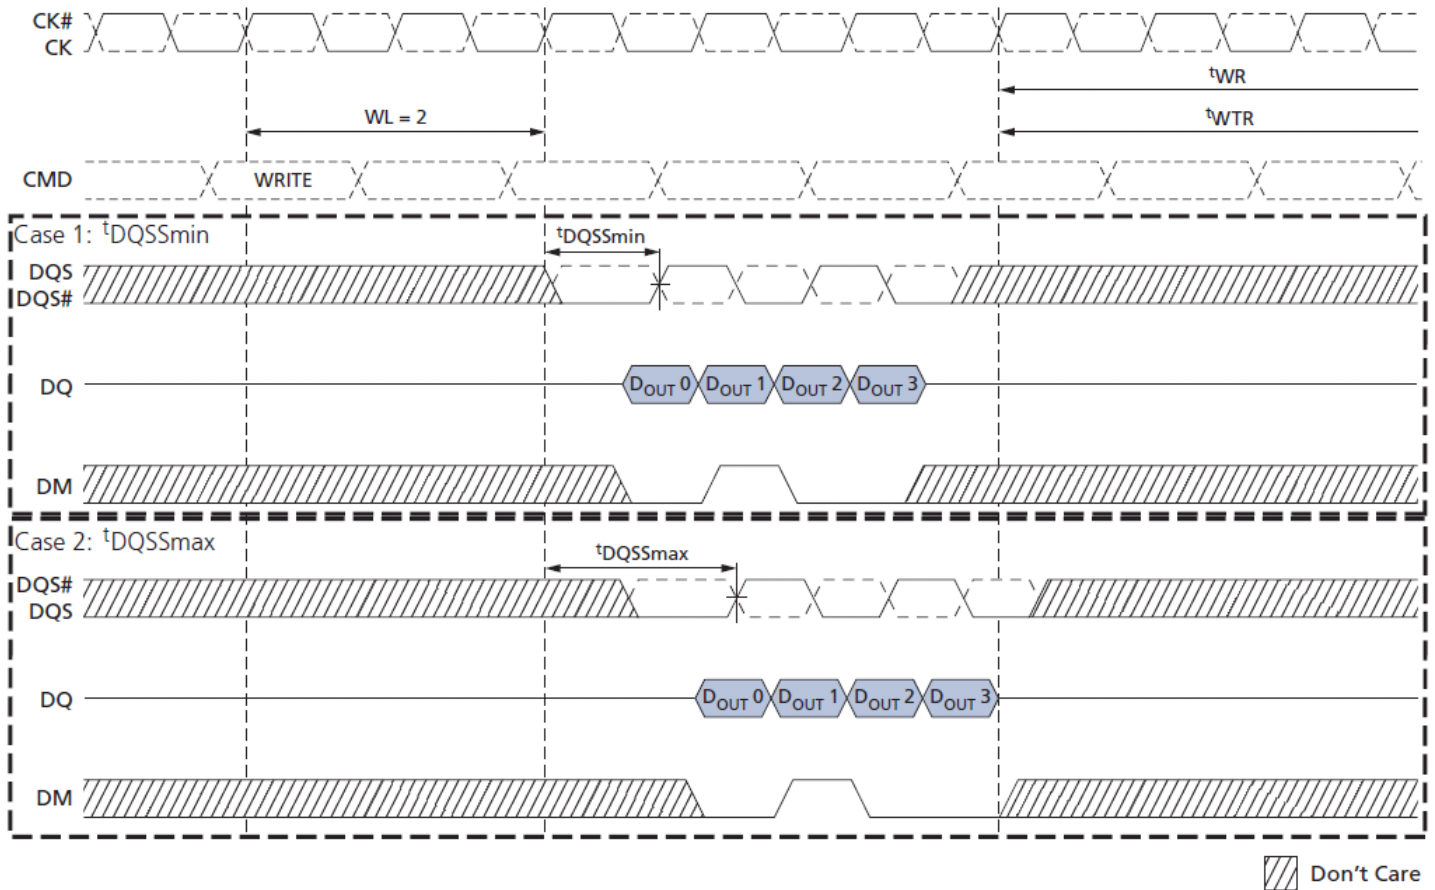 CK#
CK
tWR
WL = 2
tWTR
CMD
WRITE
Case 1: tDQSSmin
tDQSSmin
DQS
DQS#
DQ
DOUT 0 DOUT 1 DOUT 2 DOUT 3
DM
Case 2: tDQSSmax
tDQSSmax
DQS#
DQS
DQ
DOUT 0 DOUT 1 DOUT 2 DOUT 3
DM
Don't Care